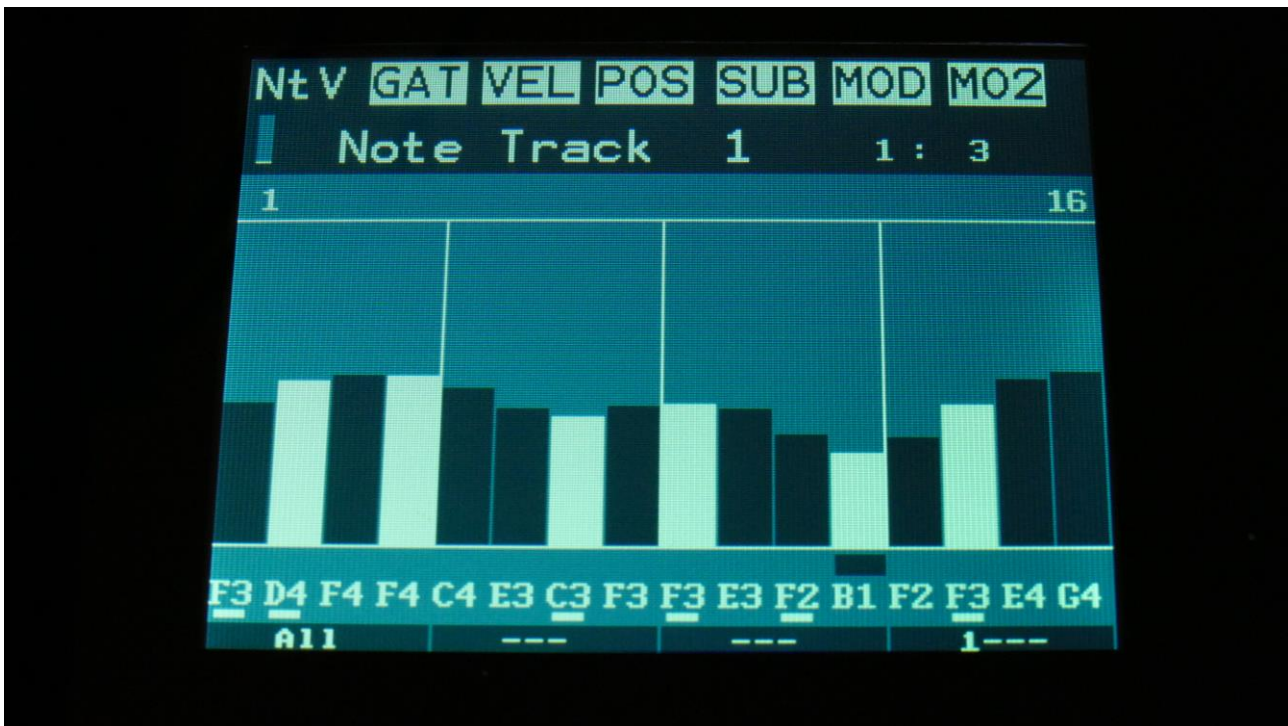 NtV GAT VEL POS SUB MOD MO2
Note Track 1 1: 3
1 16
F3 D4 F4 F4 C4 E3 C3 F3 F3 E3 F2 B1 F2 F3 E4 G4
All --- --- 1---